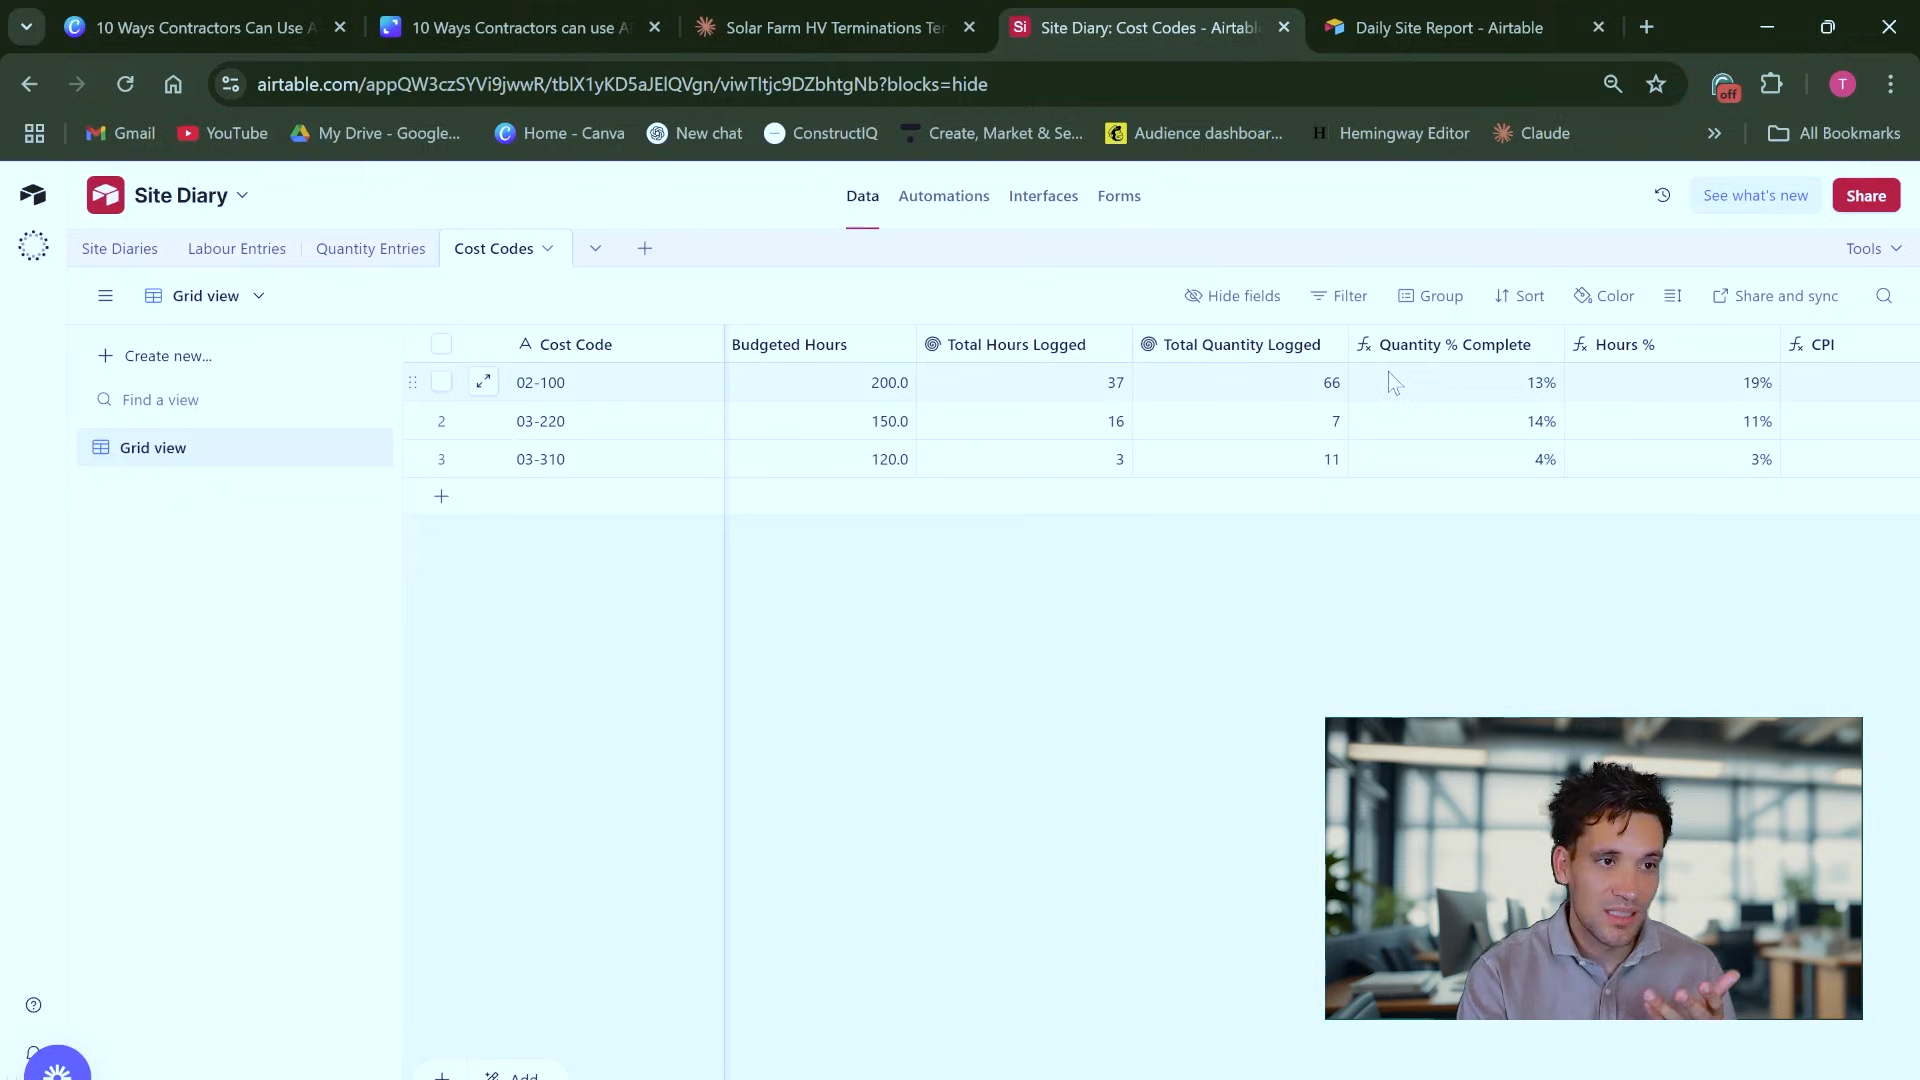 10 Ways Contractors Can Use A
10 Ways Contractors can use A
Solar Farm HV Terminations Ter
Si
Site Diary: Cost Codes - Airtabl
Daily Site Report - Airtable
airtable.com/appQW3czSYVi9jwwR/tblX1yKD5aJElQVgn/viwTltjc9DZbhtgNb?blocks=hide
off
T
Gmail
YouTube
My Drive - Google...
Home - Canva
New chat
ConstructIQ
Create, Market & Se...
Audience dashboar...
H
Hemingway Editor
Claude
All Bookmarks
Site Diary
Data
Automations
Interfaces
Forms
See what's new
Share
Site Diaries
Labour Entries
Quantity Entries
Cost Codes
Tools
Grid view
Hide fields
Filter
Group
Sort
Color
Share and sync
Create new...
Find a view
Grid view
Cost Code Budgeted Hours Total Hours Logged Total Quantity Logged Quantity % Complete Hours % CPI
02-100 200.0 37 66 13% 19%
2 03-220 150.0 16 7 14% 11%
3 03-310 120.0 3 11 4% 3%
Add